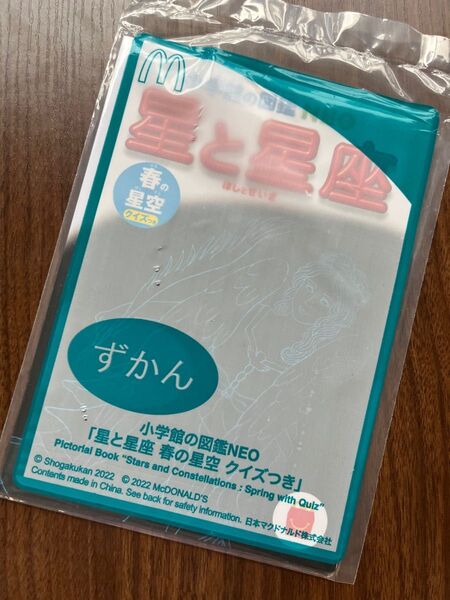 小学館の図鑑 NEO
星と星座
ほしとせいざ
春の
星空
クイズつき
ずかん
小学館の図鑑NEO
「星と星座 春の星空 クイズつき」
Pictorial Book "Stars and Constellations : Spring with Quiz"
© Shogakukan 2022 © 2022 McDONALD'S
Contents made in China. See back for safety information. 日本マクドナルド株式会社